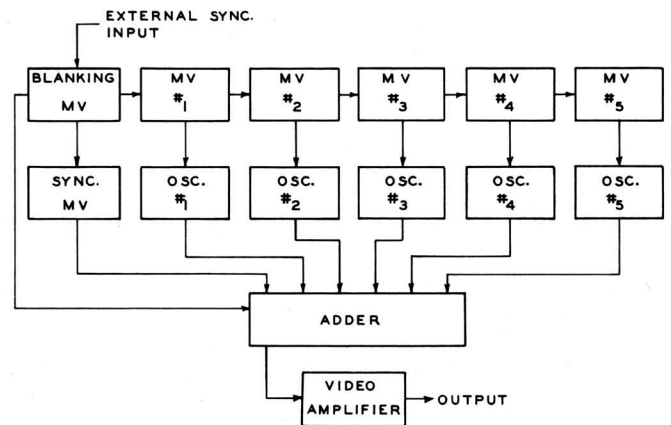 EXTERNAL SYNC.
INPUT
BLANKING
MV
MV
#1
MV
#2
MV
#3
MV
#4
MV
#5
SYNC.
MV
OSC.
#1
OSC.
#2
OSC.
#3
OSC.
#4
OSC.
#5
ADDER
VIDEO
AMPLIFIER
OUTPUT